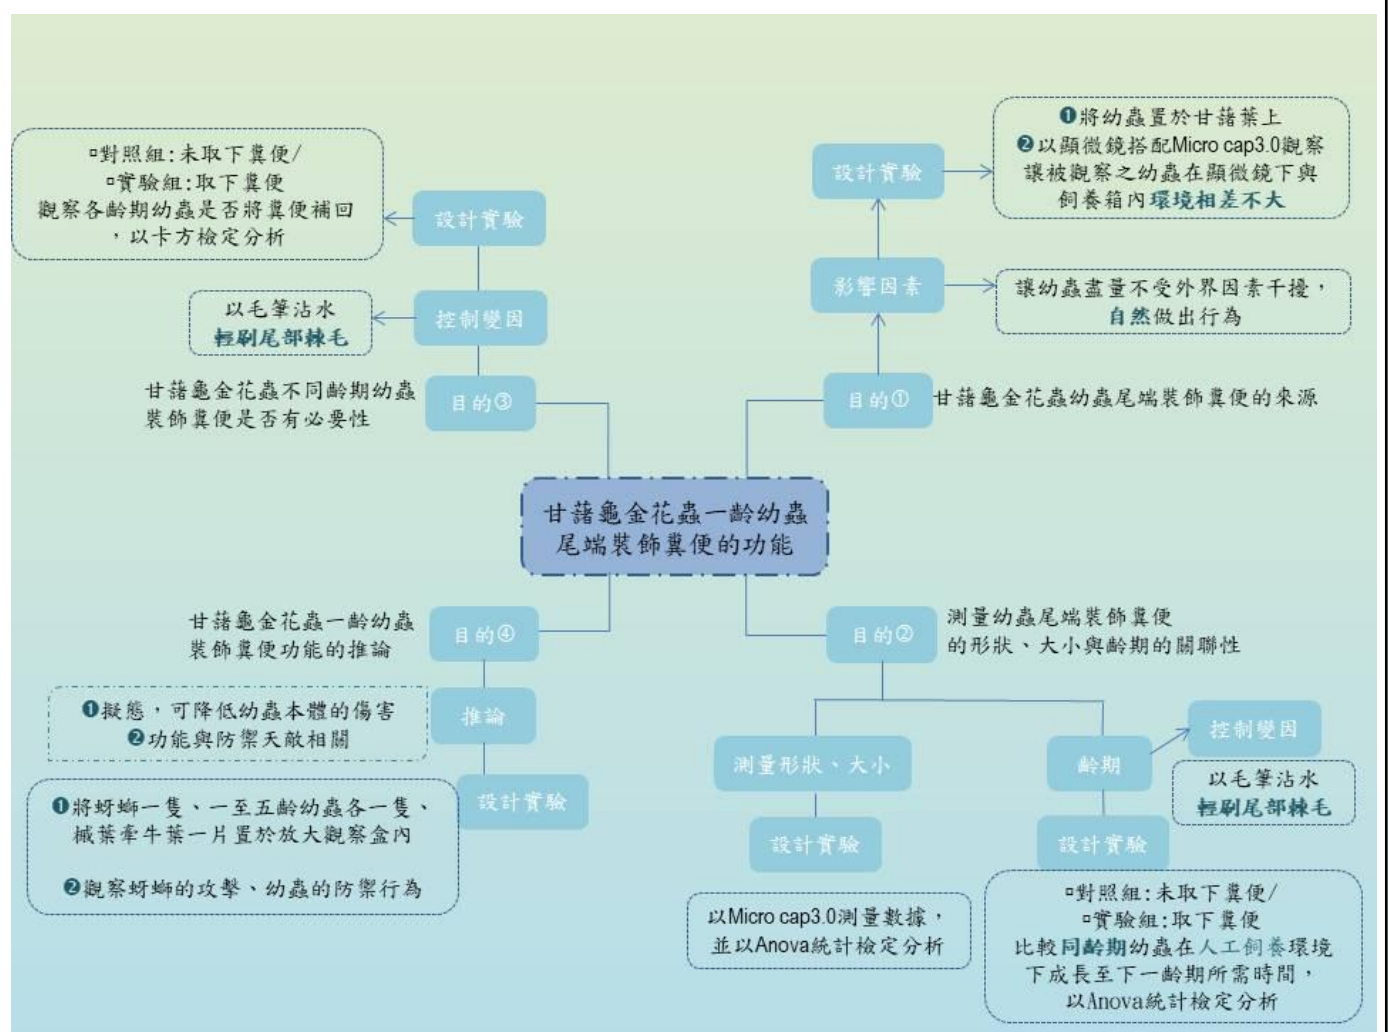 甘藷龜金花蟲一齡幼蟲
尾端裝飾糞便的功能
目的①
甘藷龜金花蟲幼蟲尾端裝飾糞便的來源
影響因素
讓幼蟲盡量不受外界因素干擾，
自然做出行為
設計實驗
❶將幼蟲置於甘藷葉上
❷以顯微鏡搭配Micro cap3.0觀察
讓被觀察之幼蟲在顯微鏡下與
飼養箱內環境相差不大
目的②
測量幼蟲尾端裝飾糞便
的形狀、大小與齡期的關聯性
測量形狀、大小
設計實驗
以Micro cap3.0測量數據，
並以Anova統計檢定分析
齡期
控制變因
以毛筆沾水
輕刷尾部棘毛
設計實驗
▫對照組:未取下糞便/
▫實驗組:取下糞便
比較同齡期幼蟲在人工飼養環境
下成長至下一齡期所需時間，
以Anova統計檢定分析
目的③
甘藷龜金花蟲不同齡期幼蟲
裝飾糞便是否有必要性
控制變因
以毛筆沾水
輕刷尾部棘毛
設計實驗
▫對照組:未取下糞便/
▫實驗組:取下糞便
觀察各齡期幼蟲是否將糞便補回
，以卡方檢定分析
目的④
甘藷龜金花蟲一齡幼蟲
裝飾糞便功能的推論
推論
❶擬態，可降低幼蟲本體的傷害
❷功能與防禦天敵相關
設計實驗
❶將蚜螄一隻、一至五齡幼蟲各一隻、
槭葉牽牛葉一片置於放大觀察盒內
❷觀察蚜螄的攻擊、幼蟲的防禦行為